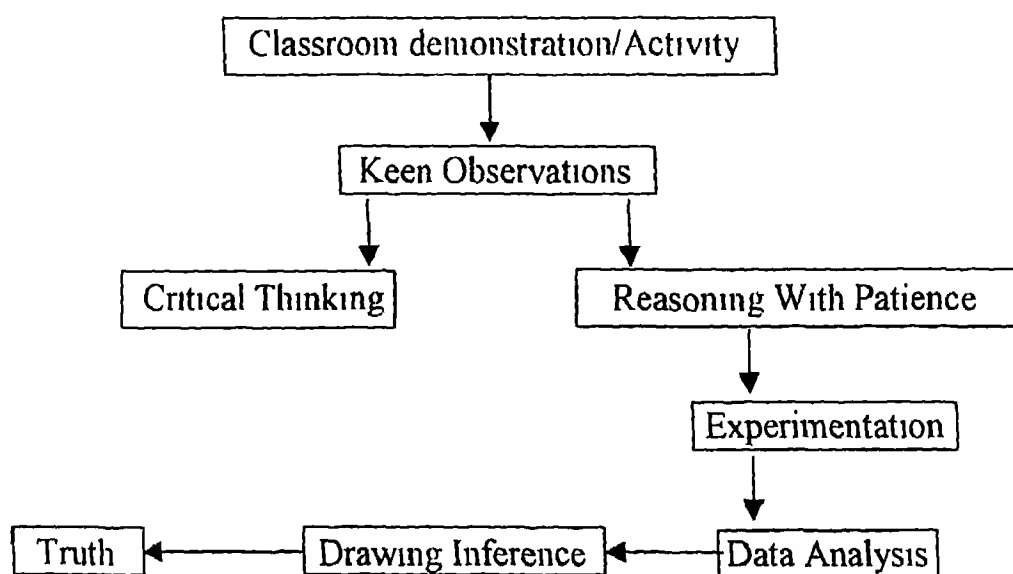 Classroom demonstration/Activity
Keen Observations
Critical Thinking
Reasoning With Patience
Experimentation
Truth
Drawing Inference
Data Analysis